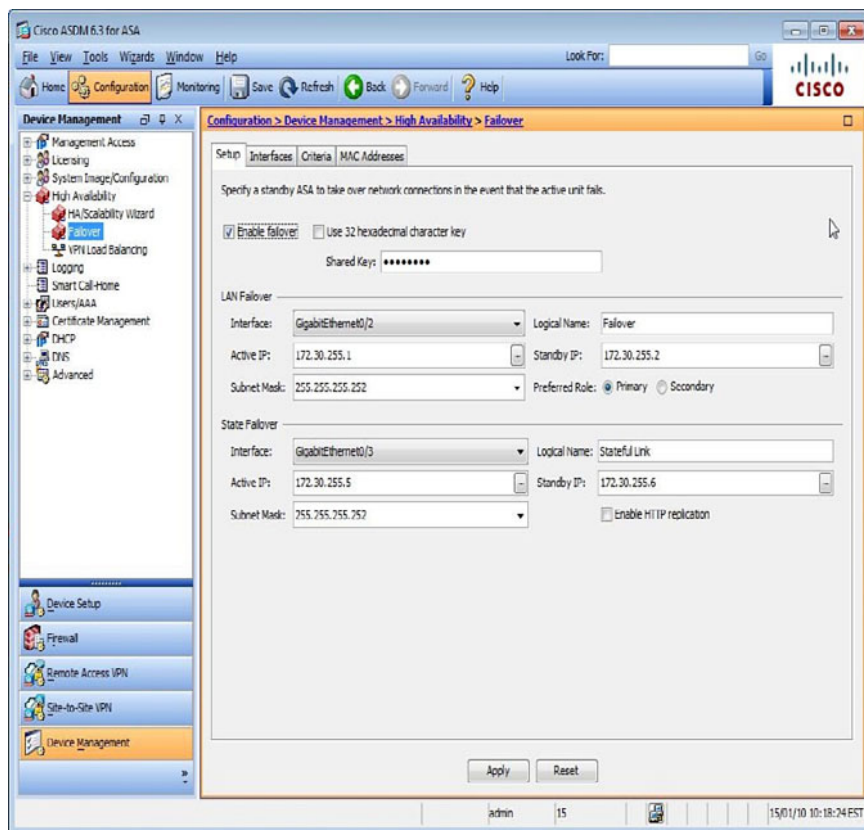 Cisco ASDM 6.3 for ASA
File View Tools Wizards Window Help
Look For:
Go
Home Configuration Monitoring Save Refresh Back Forward Help
CISCO
Device Management
Management Access
Licensing
System Image/Configuration
High Availability
HA/Scalability Wizard
Failover
VPN Load Balancing
Logging
Smart Call-Home
Users/AAA
Certificate Management
DHCP
DNS
Advanced
Device Setup
Firewall
Remote Access VPN
Site-to-Site VPN
Device Management
Configuration > Device Management > High Availability > Failover
Setup Interfaces Criteria MAC Addresses
Specify a standby ASA to take over network connections in the event that the active unit fails.
Enable failover Use 32 hexadecimal character key
Shared Key: ••••••••
LAN Failover
Interface: GigabitEthernet0/2 Logical Name: Failover
Active IP: 172.30.255.1 Standby IP: 172.30.255.2
Subnet Mask: 255.255.255.252 Preferred Role: Primary Secondary
State Failover
Interface: GigabitEthernet0/3 Logical Name: Stateful Link
Active IP: 172.30.255.5 Standby IP: 172.30.255.6
Subnet Mask: 255.255.255.252 Enable HTTP replication
Apply Reset
admin 15 15/01/10 10:18:24 EST